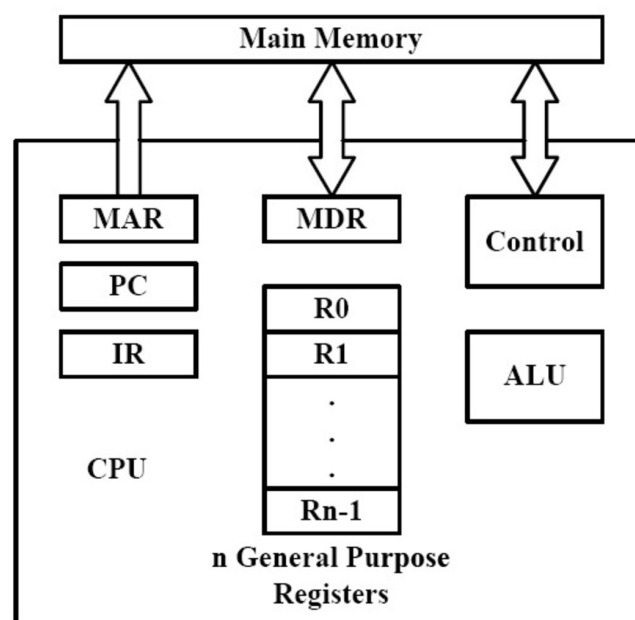 Main Memory
MAR
MDR
Control
PC
R0
IR
R1
ALU
.
.
.
CPU
Rn-1
n General Purpose
Registers